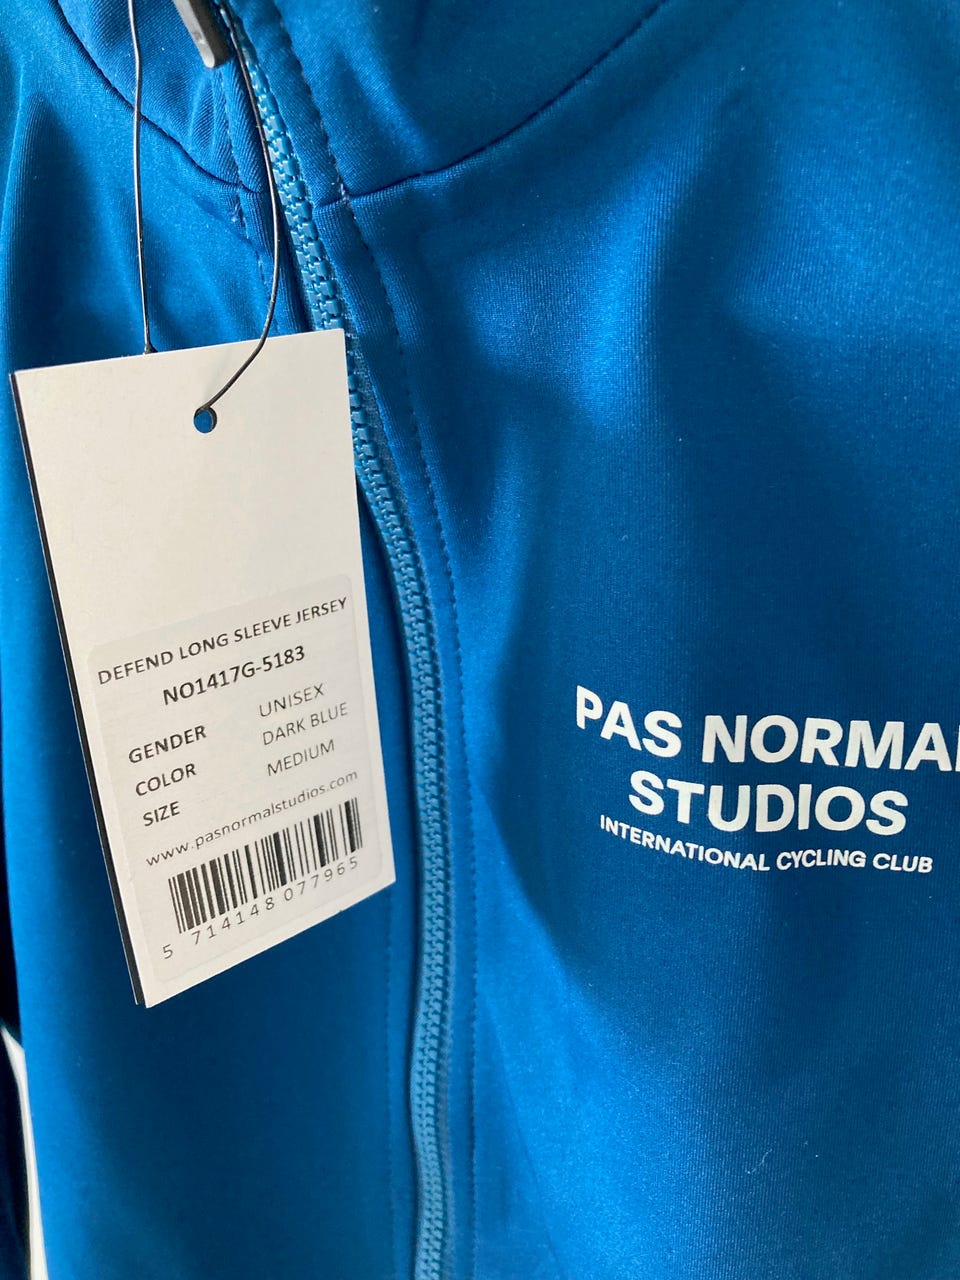 DEFEND LONG SLEEVE JERSEY
NO1417G-5183
GENDER UNISEX
COLOR DARK BLUE
SIZE MEDIUM
www.pasnormalstudios.com
5 714148 077965
PAS NORMAL
STUDIOS
INTERNATIONAL CYCLING CLUB